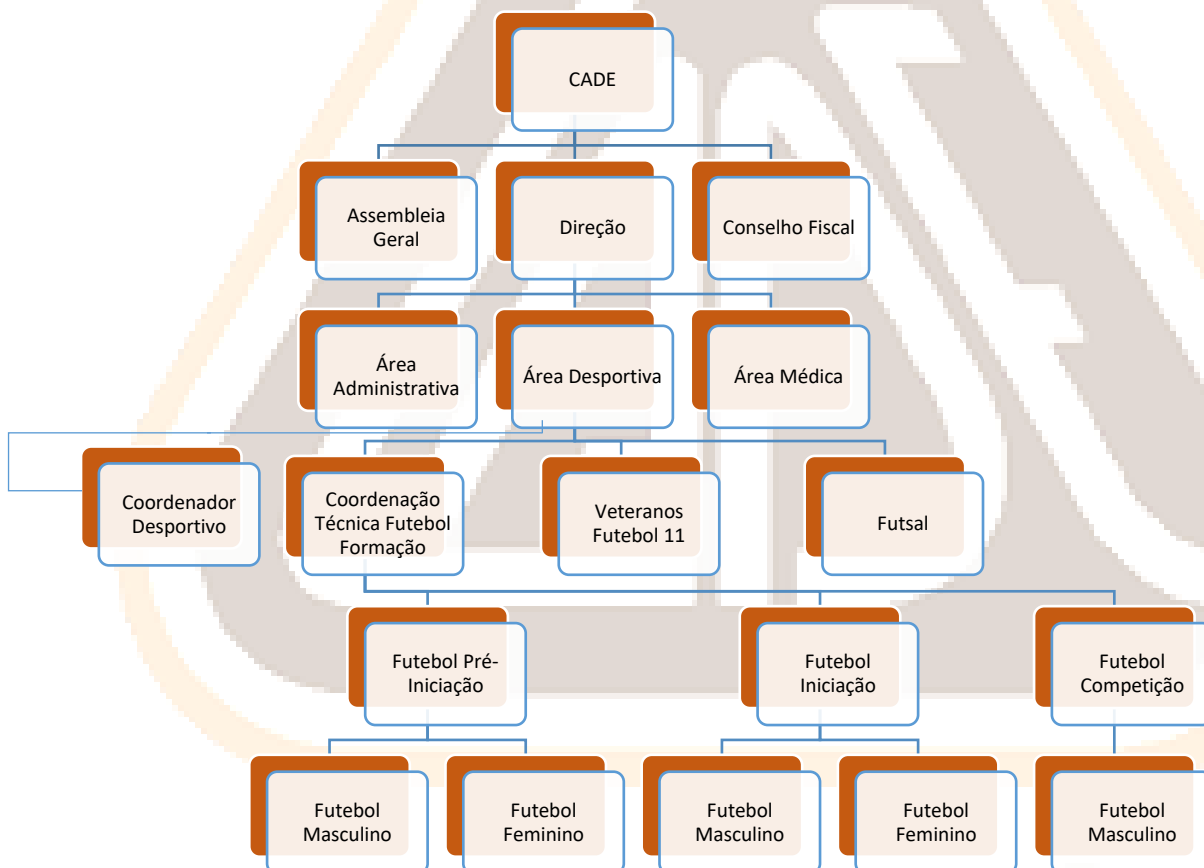 CADE
Assembleia
Geral
Direção
Conselho Fiscal
Área
Administrativa
Área Desportiva
Área Médica
Coordenador
Desportivo
Coordenação
Técnica Futebol
Formação
Veteranos
Futebol 11
Futsal
Futebol Pré-
Iniciação
Futebol
Iniciação
Futebol
Competição
Futebol
Masculino
Futebol
Feminino
Futebol
Masculino
Futebol
Feminino
Futebol
Masculino